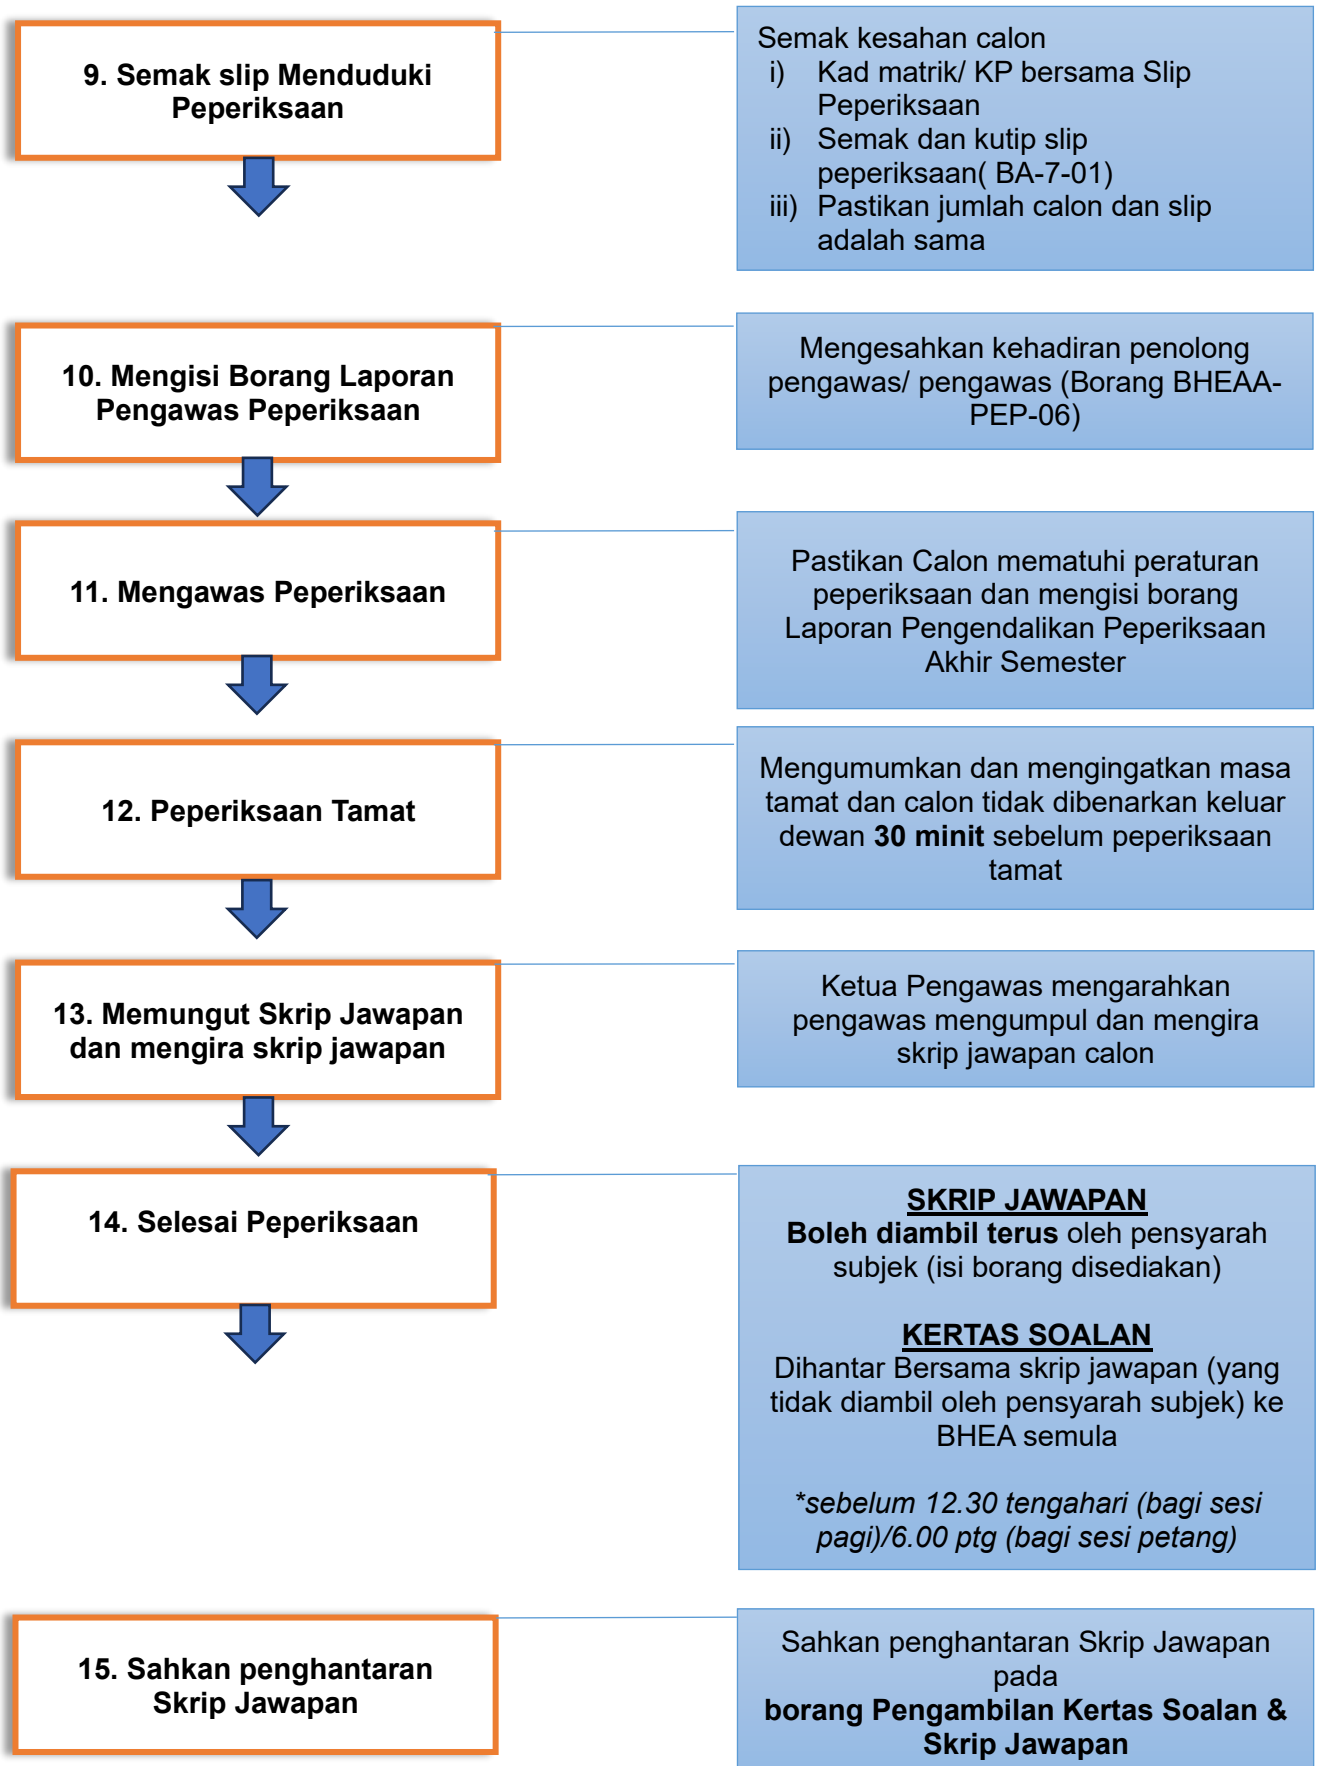 9. Semak slip Menduduki
Peperiksaan
Semak kesahan calon
i) Kad matrik/ KP bersama Slip
Peperiksaan
ii) Semak dan kutip slip
peperiksaan( BA-7-01)
iii) Pastikan jumlah calon dan slip
adalah sama
10. Mengisi Borang Laporan
Pengawas Peperiksaan
Mengesahkan kehadiran penolong
pengawas/ pengawas (Borang BHEAA-
PEP-06)
11. Mengawas Peperiksaan
Pastikan Calon mematuhi peraturan
peperiksaan dan mengisi borang
Laporan Pengendalikan Peperiksaan
Akhir Semester
12. Peperiksaan Tamat
Mengumumkan dan mengingatkan masa
tamat dan calon tidak dibenarkan keluar
dewan 30 minit sebelum peperiksaan
tamat
13. Memungut Skrip Jawapan
dan mengira skrip jawapan
Ketua Pengawas mengarahkan
pengawas mengumpul dan mengira
skrip jawapan calon
14. Selesai Peperiksaan
SKRIP JAWAPAN
Boleh diambil terus oleh pensyarah
subjek (isi borang disediakan)
KERTAS SOALAN
Dihantar Bersama skrip jawapan (yang
tidak diambil oleh pensyarah subjek) ke
BHEA semula
*sebelum 12.30 tengahari (bagi sesi
pagi)/6.00 ptg (bagi sesi petang)
15. Sahkan penghantaran
Skrip Jawapan
Sahkan penghantaran Skrip Jawapan
pada
borang Pengambilan Kertas Soalan &
Skrip Jawapan